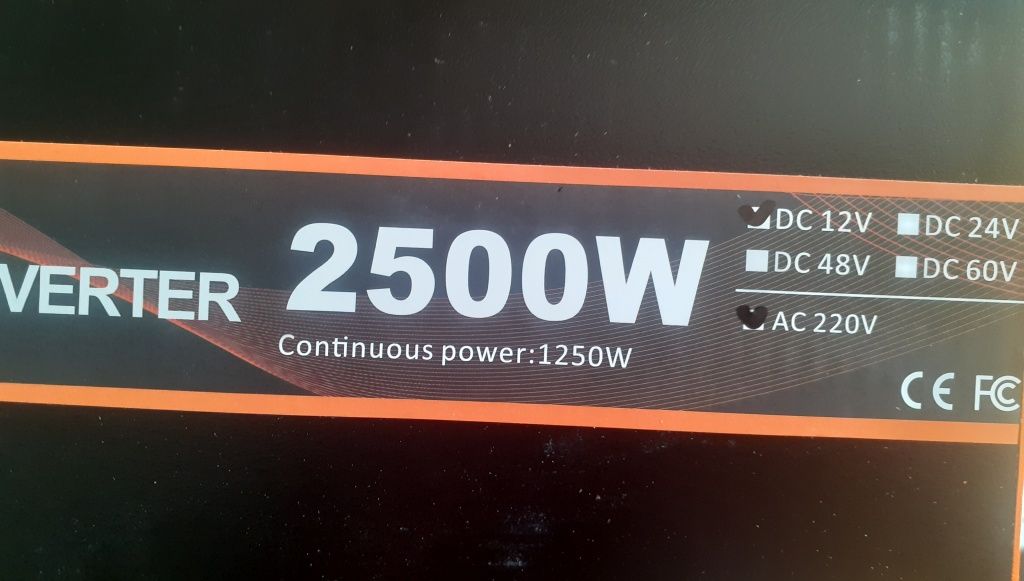 VERTER
2500W
Continuous power:1250W
DC 12V DC 24V
DC 48V DC 60V
AC 220V
CE FC